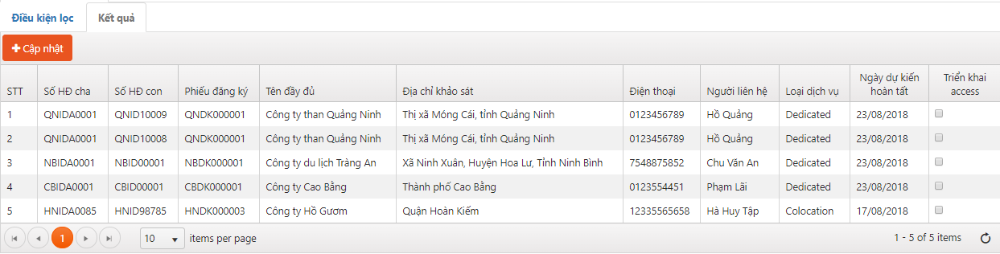 Điều kiện lọc Kết quả
Cập nhật
STT Số HĐ cha Số HĐ con Phiếu đăng ký Tên đầy đủ Địa chỉ khảo sát Điện thoại Người liên hệ Loại dịch vụ Ngày dự kiến hoàn tất Triển khai access
1 QNIDA0001 QNID10009 QNDK000001 Công ty than Quảng Ninh Thị xã Móng Cái, tỉnh Quảng Ninh 0123456789 Hồ Quảng Dedicated 23/08/2018
2 QNIDA0001 QNID10008 QNDK000001 Công ty than Quảng Ninh Thị xã Móng Cái, tỉnh Quảng Ninh 0123456789 Hồ Quảng Dedicated 23/08/2018
3 NBIDA0001 NBID00001 NBDK000001 Công ty du lịch Tràng An Xã Ninh Xuân, Huyện Hoa Lư, Tỉnh Ninh Bình 7548875852 Chu Văn An Dedicated 23/08/2018
4 CBIDA0001 CBID00001 CBDK000001 Công ty Cao Bằng Thành phố Cao Bằng 0123554451 Phạm Lãi Dedicated 23/08/2018
5 HNIDA0085 HNID98785 HNDK000003 Công ty Hồ Gươm Quận Hoàn Kiếm 12335565658 Hà Huy Tập Colocation 17/08/2018
1 10 items per page 1 - 5 of 5 items